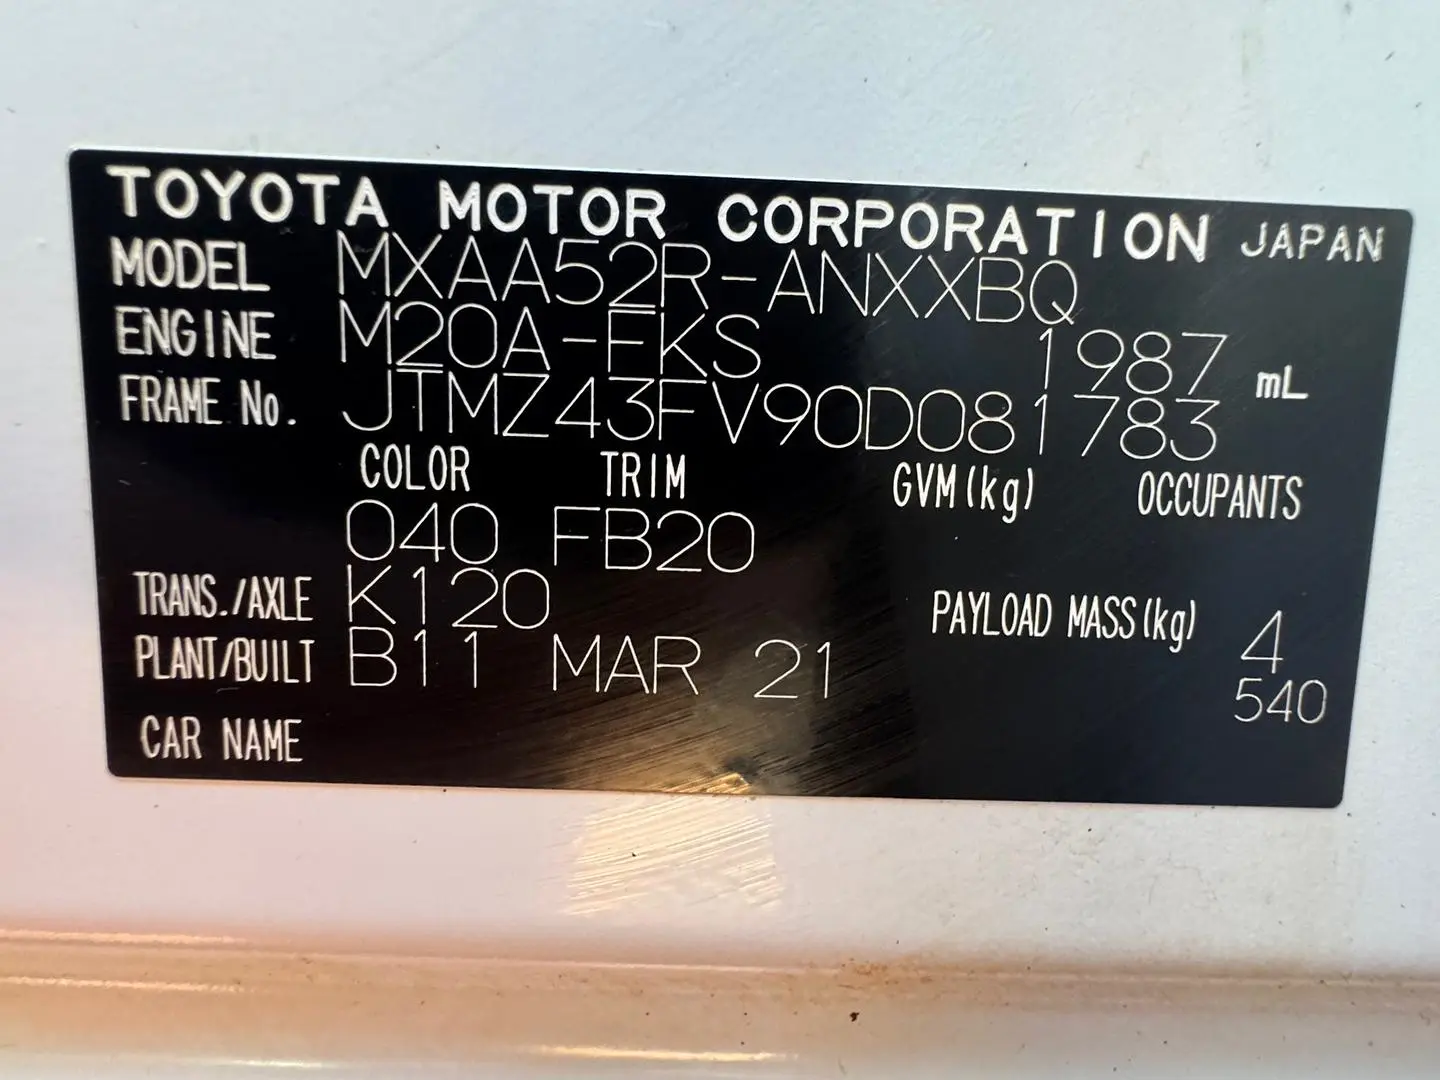 TOYOTA MOTOR CORPORATION JAPAN
MODEL MXAA52R-ANXXBQ
ENGINE M20A-FKS 1987 mL
FRAME No. JTMZ43FV90D081783
COLOR TRIM GVM(kg) OCCUPANTS
040 FB20
TRANS./AXLE K120 PAYLOAD MASS(kg) 4
PLANT/BUILT B11 MAR 21 540
CAR NAME